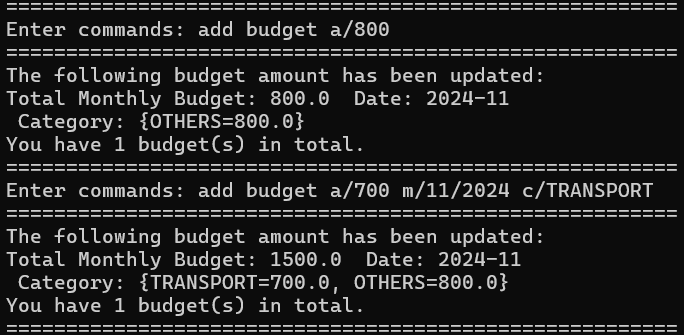 ========================================================
Enter commands: add budget a/800
========================================================
The following budget amount has been updated:
Total Monthly Budget: 800.0  Date: 2024-11
 Category: {OTHERS=800.0}
You have 1 budget(s) in total.
========================================================
Enter commands: add budget a/700 m/11/2024 c/TRANSPORT
========================================================
The following budget amount has been updated:
Total Monthly Budget: 1500.0  Date: 2024-11
 Category: {TRANSPORT=700.0, OTHERS=800.0}
You have 1 budget(s) in total.
========================================================